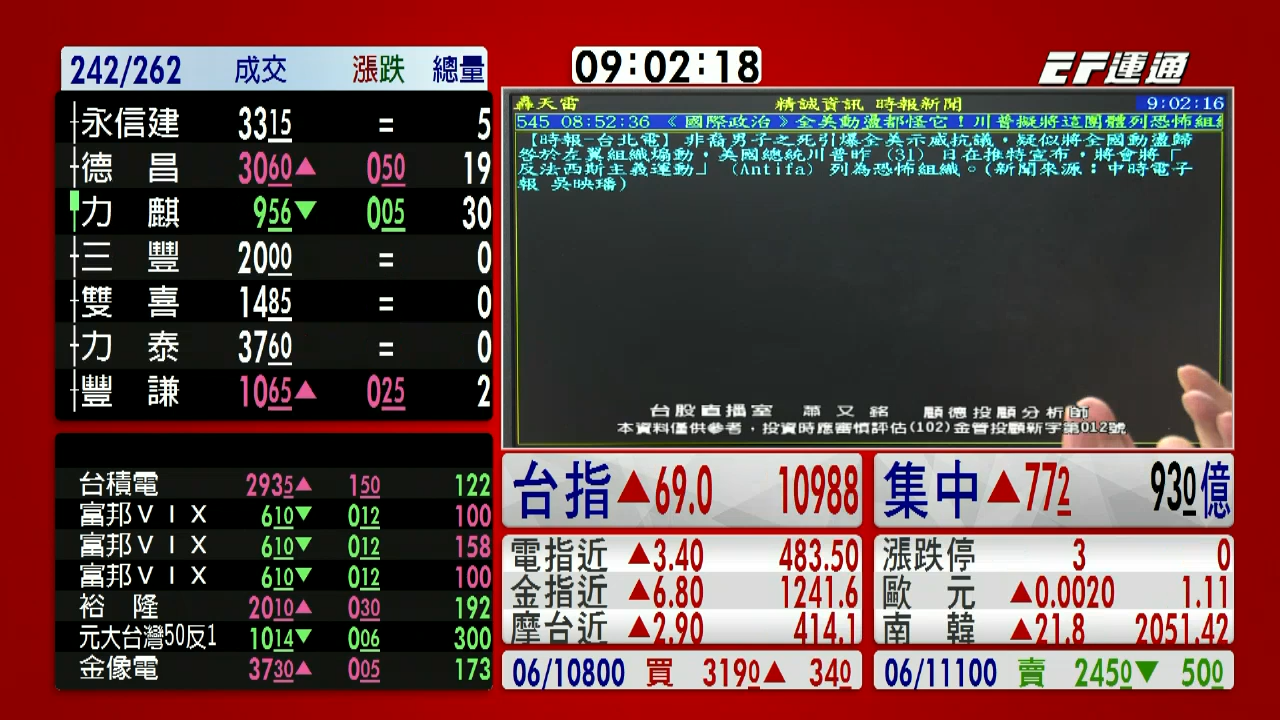 242/262 成交 漲跌 總量
永信建 3315 = 5
德昌 3060▲ 050 19
力麒 956▼ 005 30
三豐 2000 = 0
雙喜 1485 = 0
力泰 3760 = 0
豐謙 1065▲ 025 2
台積電 2935▲ 150 122
富邦VIX 610▼ 012 100
富邦VIX 610▼ 012 158
富邦VIX 610▼ 012 100
裕隆 2010▲ 030 192
元大台灣50反1 1014▼ 006 300
金像電 3730▲ 005 173
09:02:18
EF運通
轟天雷 精誠資訊 時報新聞 9:02:16
545 08:52:36 《國際政治》全美動盪都怪它!川普擬將這團體列恐怖組
【時報-台北電】非裔男子之死引爆全美示威抗議,疑似將全國動盪歸
咎於左翼組織煽動,美國總統川普昨(31)日在推特宣布,將會將「
反法西斯主義運動」(Antifa)列為恐怖組織。(新聞來源:中時電子
報 吳映璠)
台股直播室 蕭又銘 顧德投顧分析師
本資料僅供參考,投資時應審慎評估(102)金管投顧新字第012號
台指▲69.0 10988
電指近 ▲3.40 483.50
金指近 ▲6.80 1241.6
摩台近 ▲2.90 414.1
06/10800 買 3190▲ 340
集中▲772 930億
漲跌停 3 0
歐元 ▲0.0020 1.11
南韓 ▲21.8 2051.42
06/11100 賣 2450▼ 500